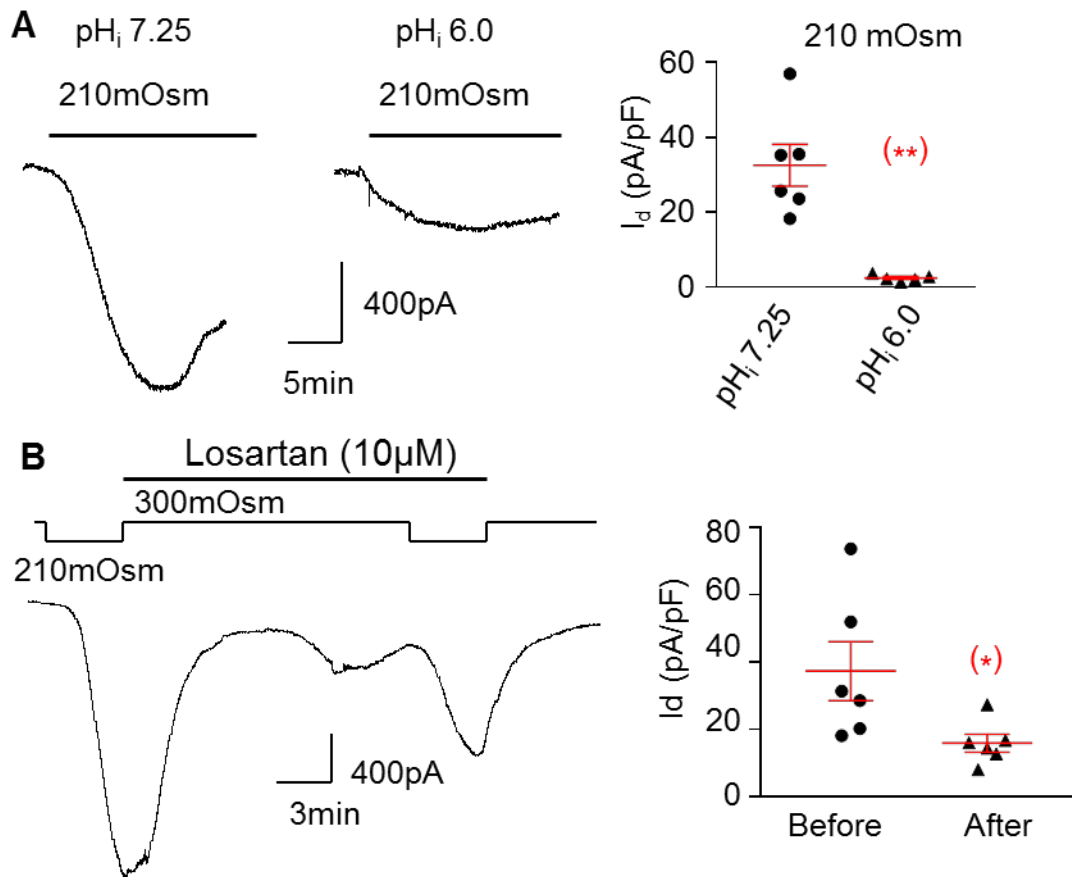 A
pHi 7.25
pHi 6.0
210 mOsm
210mOsm
210mOsm
400pA
5min
60
40
20
0
Id (pA/pF)
(**)
pHi 7.25
pHi 6.0
B
Losartan (10µM)
300mOsm
210mOsm
400pA
3min
80
60
40
20
0
Id (pA/pF)
(*)
Before
After